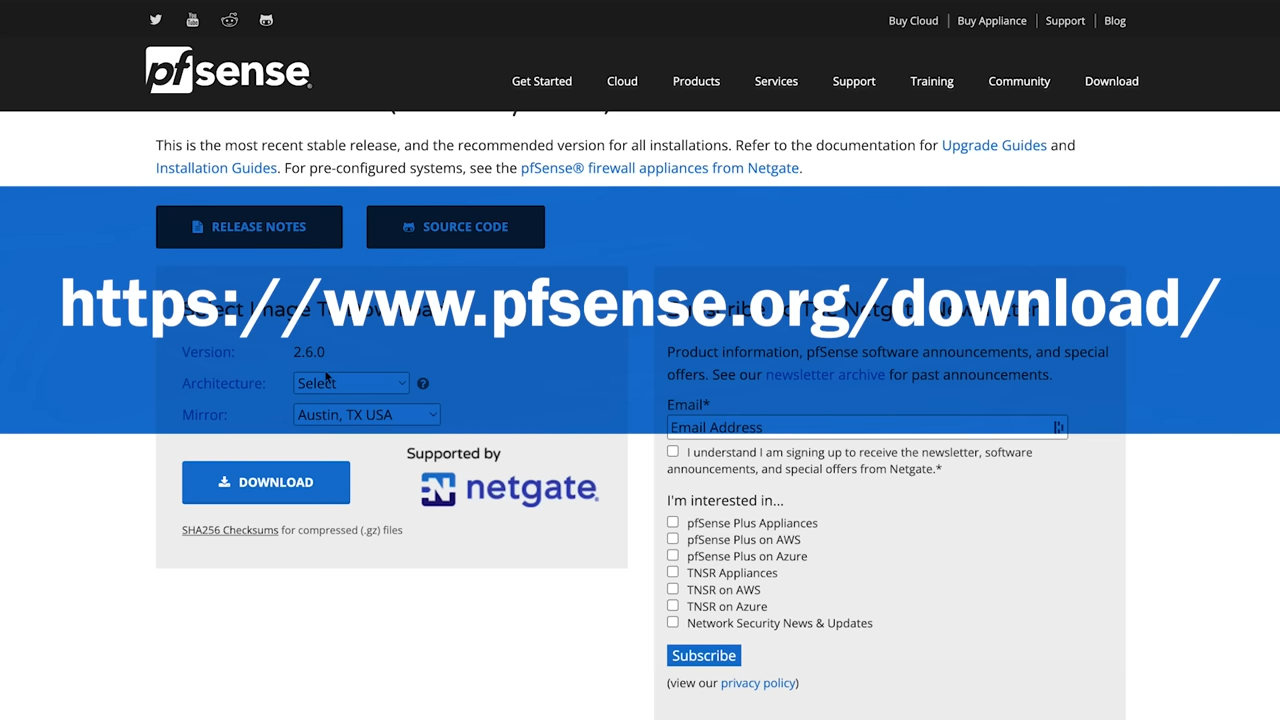 Buy Cloud
Buy Appliance
Support
Blog
pfsense
Get Started
Cloud
Products
Services
Support
Training
Community
Download
This is the most recent stable release, and the recommended version for all installations. Refer to the documentation for Upgrade Guides and
Installation Guides. For pre-configured systems, see the pfSense® firewall appliances from Netgate.
RELEASE NOTES
SOURCE CODE
https://www.pfsense.org/download/
Version: 2.6.0
Architecture: Select
Mirror: Austin, TX USA
DOWNLOAD
Supported by
netgate
SHA256 Checksums for compressed (.gz) files
Product information, pfSense software announcements, and special
offers. See our newsletter archive for past announcements.
Email*
Email Address
I understand I am signing up to receive the newsletter, software
announcements, and special offers from Netgate.*
I'm interested in...
pfSense Plus Appliances
pfSense Plus on AWS
pfSense Plus on Azure
TNSR Appliances
TNSR on AWS
TNSR on Azure
Network Security News & Updates
Subscribe
(view our privacy policy)